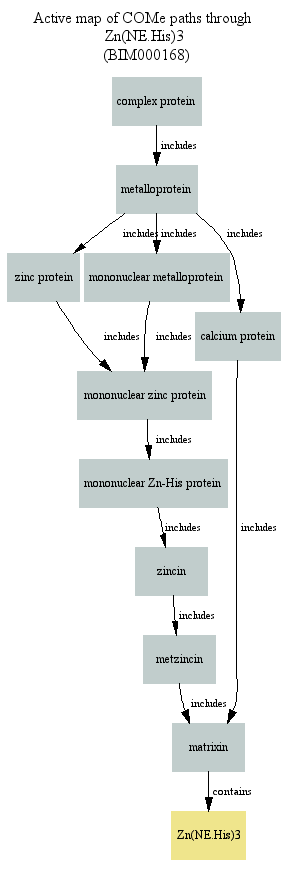 Active map of COMe paths through
Zn(NE.His)3
(BIM000168)
complex protein
includes
metalloprotein
includes includes includes
zinc protein mononuclear metalloprotein
calcium protein
includes includes
mononuclear zinc protein
includes
mononuclear Zn-His protein
includes includes
zincin
includes
metzincin
includes
matrixin
contains
Zn(NE.His)3